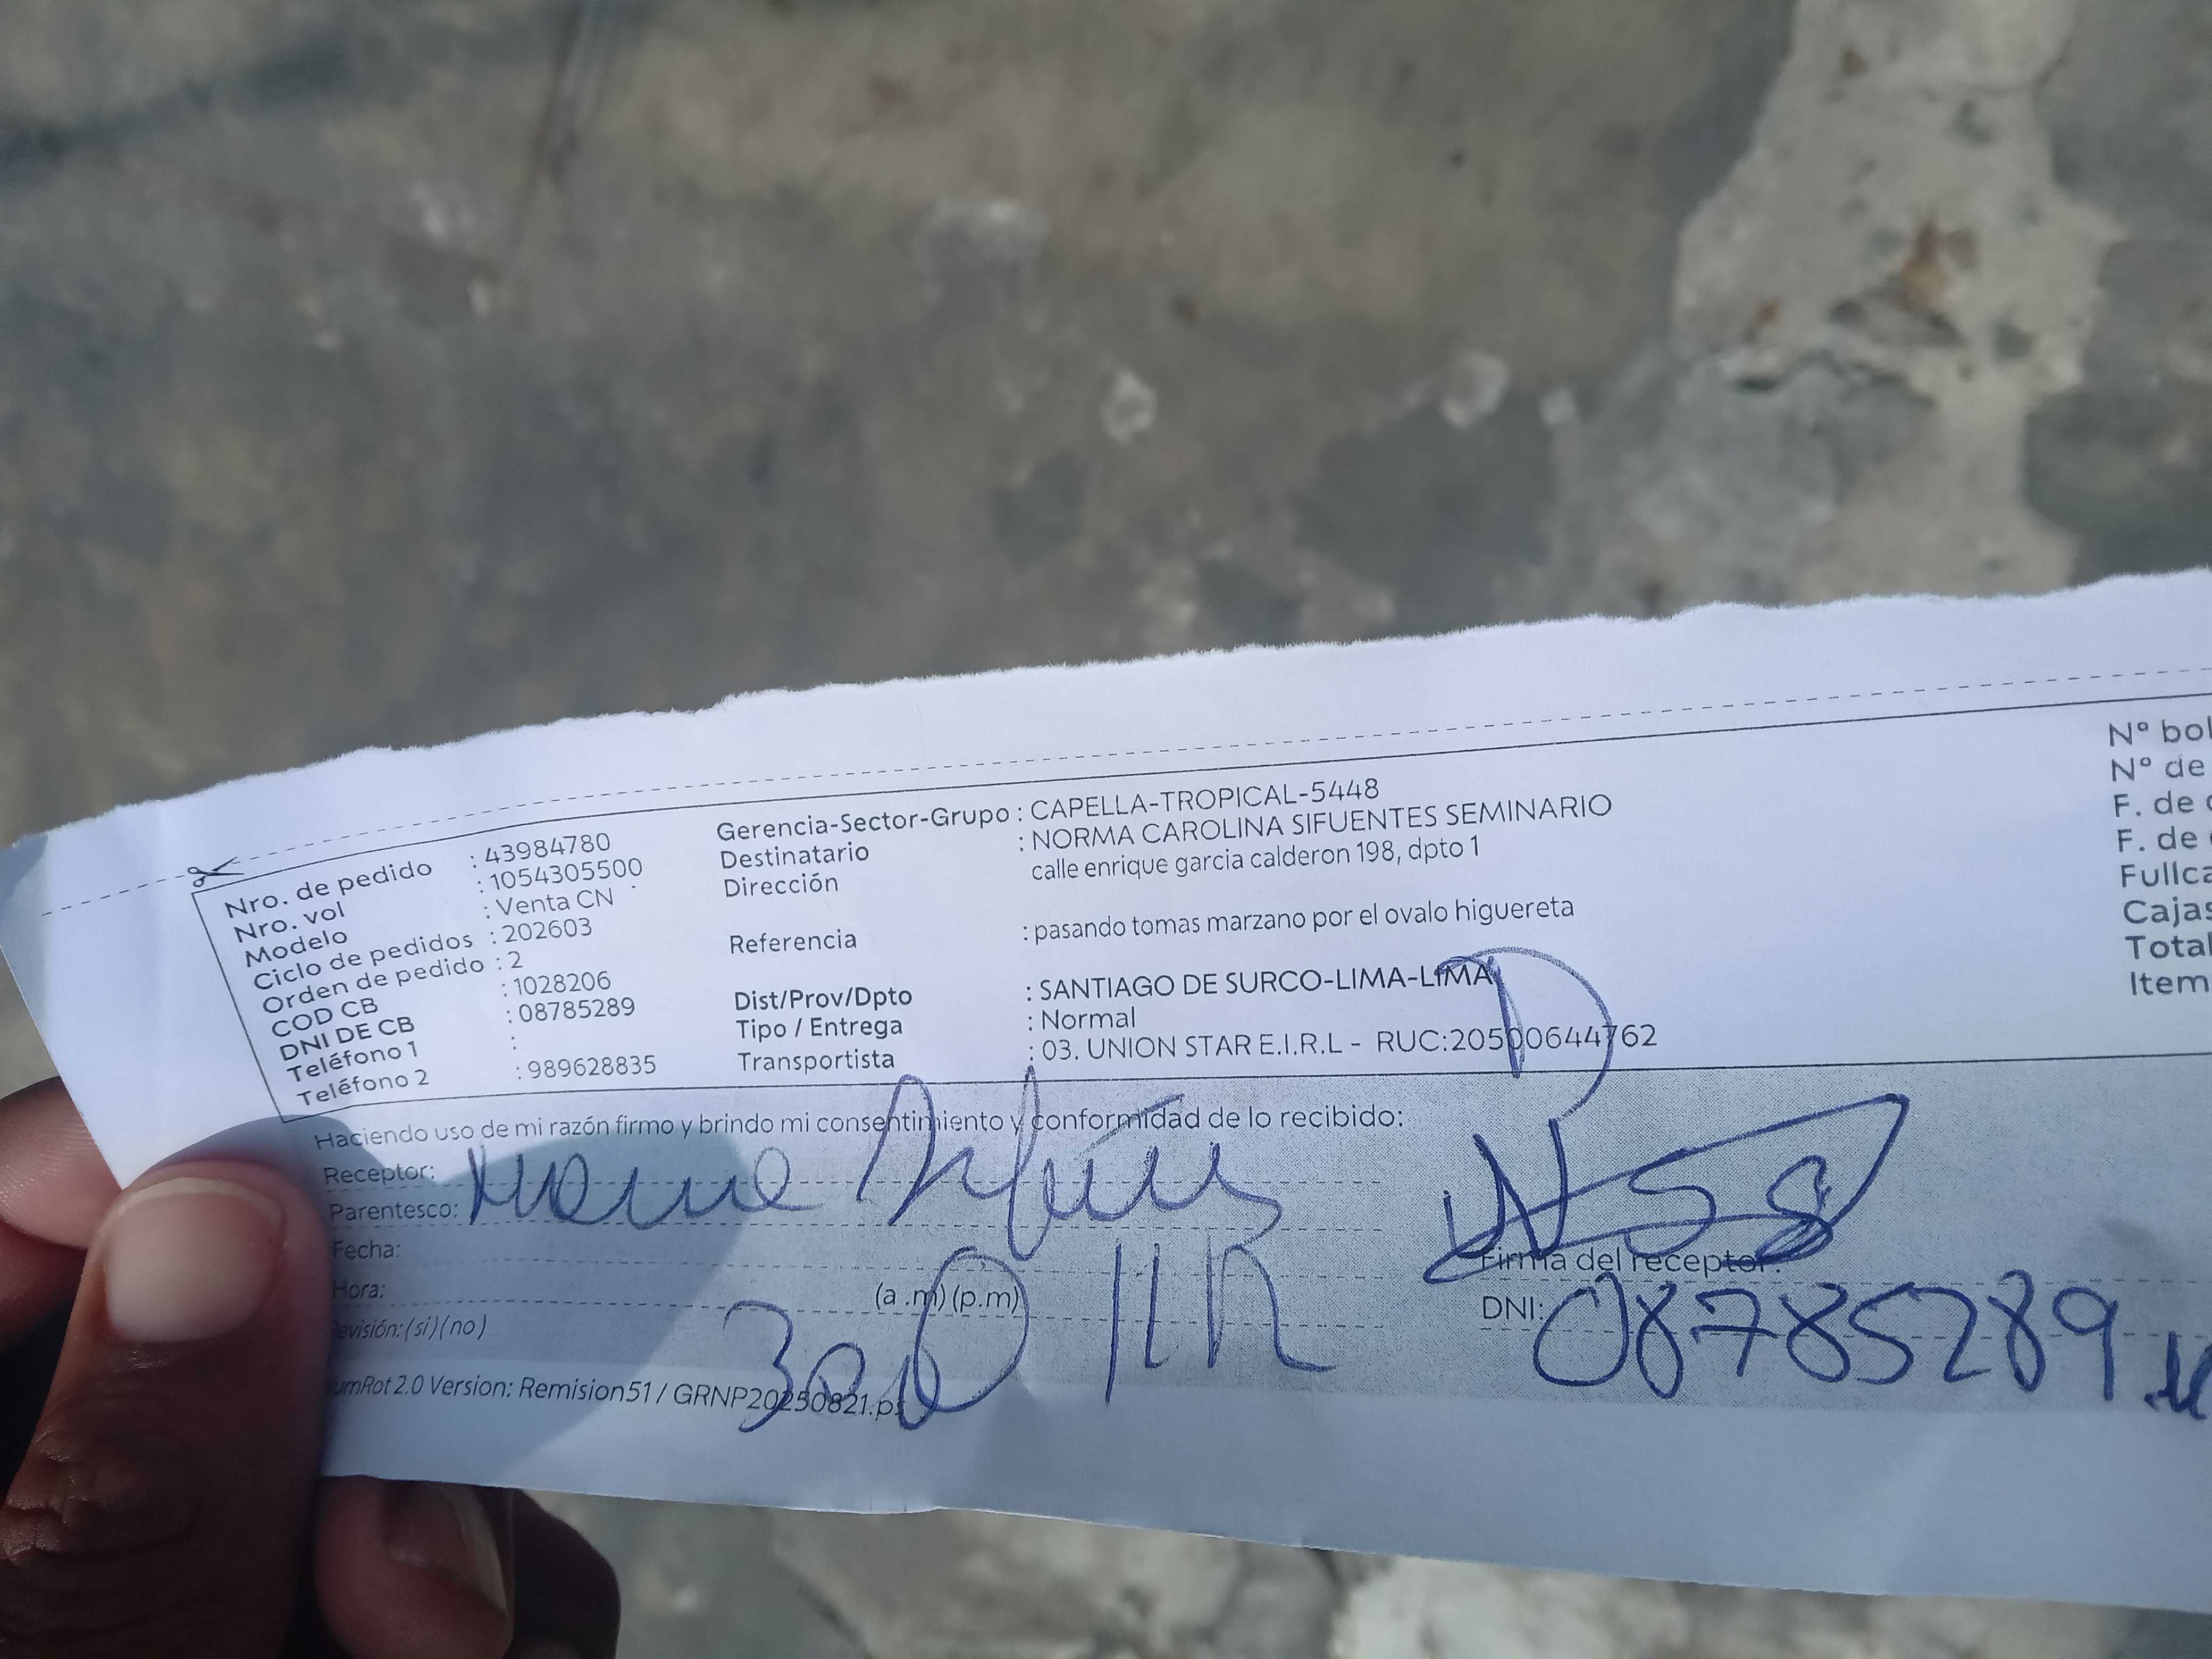 Nro. de pedido : 43984780
Nro. vol : 1054305500
Modelo : Venta CN
Ciclo de pedidos : 202603
Orden de pedido : 2
COD CB : 1028206
DNI DE CB : 08785289
Teléfono 1 :
Teléfono 2 : 989628835
Gerencia-Sector-Grupo : CAPELLA-TROPICAL-5448
Destinatario : NORMA CAROLINA SIFUENTES SEMINARIO
Dirección calle enrique garcia calderon 198, dpto 1
Referencia : pasando tomas marzano por el ovalo higuereta
Dist/Prov/Dpto : SANTIAGO DE SURCO-LIMA-LIMA
Tipo / Entrega : Normal
Transportista : 03. UNION STAR E.I.R.L - RUC:20500644762
Nº bol
Nº de
F. de
F. de
Fullca
Cajas
Total
Item
Haciendo uso de mi razón firmo y brindo mi consentimiento y conformidad de lo recibido:
Receptor:
Parentesco:
Fecha:
Hora: (a .m) (p.m)
Revisión: (si) (no)
Firma del receptor:
DNI: 08785289
NumRot 2.0 Version: Remision51 / GRNP20250821.ps